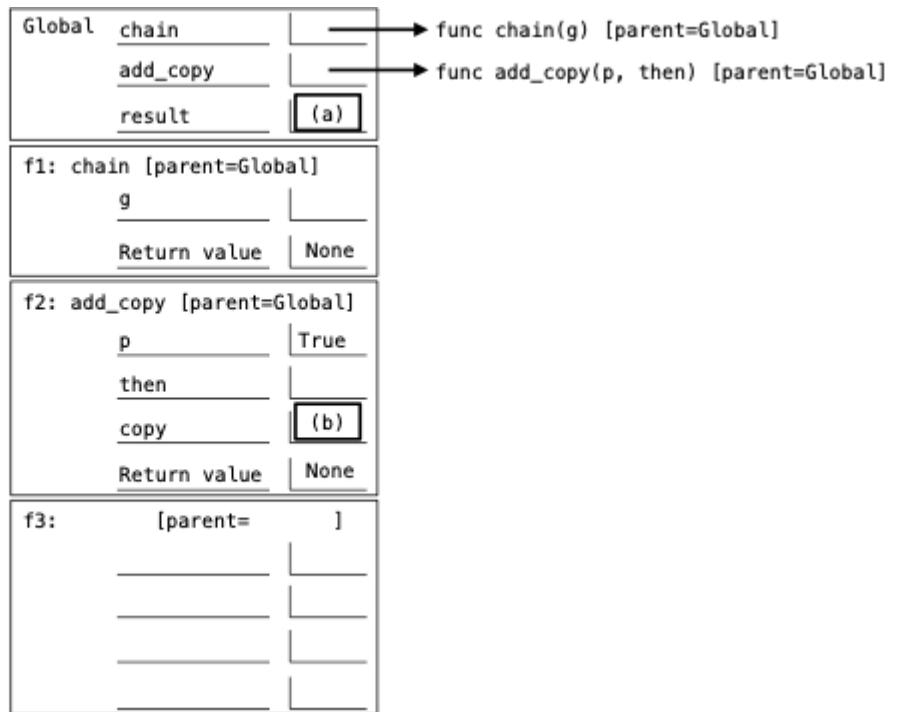 Global chain func chain(g) [parent=Global]
add_copy func add_copy(p, then) [parent=Global]
result (a)
f1: chain [parent=Global]
g
Return value None
f2: add_copy [parent=Global]
p True
then
copy (b)
Return value None
f3: [parent= ]